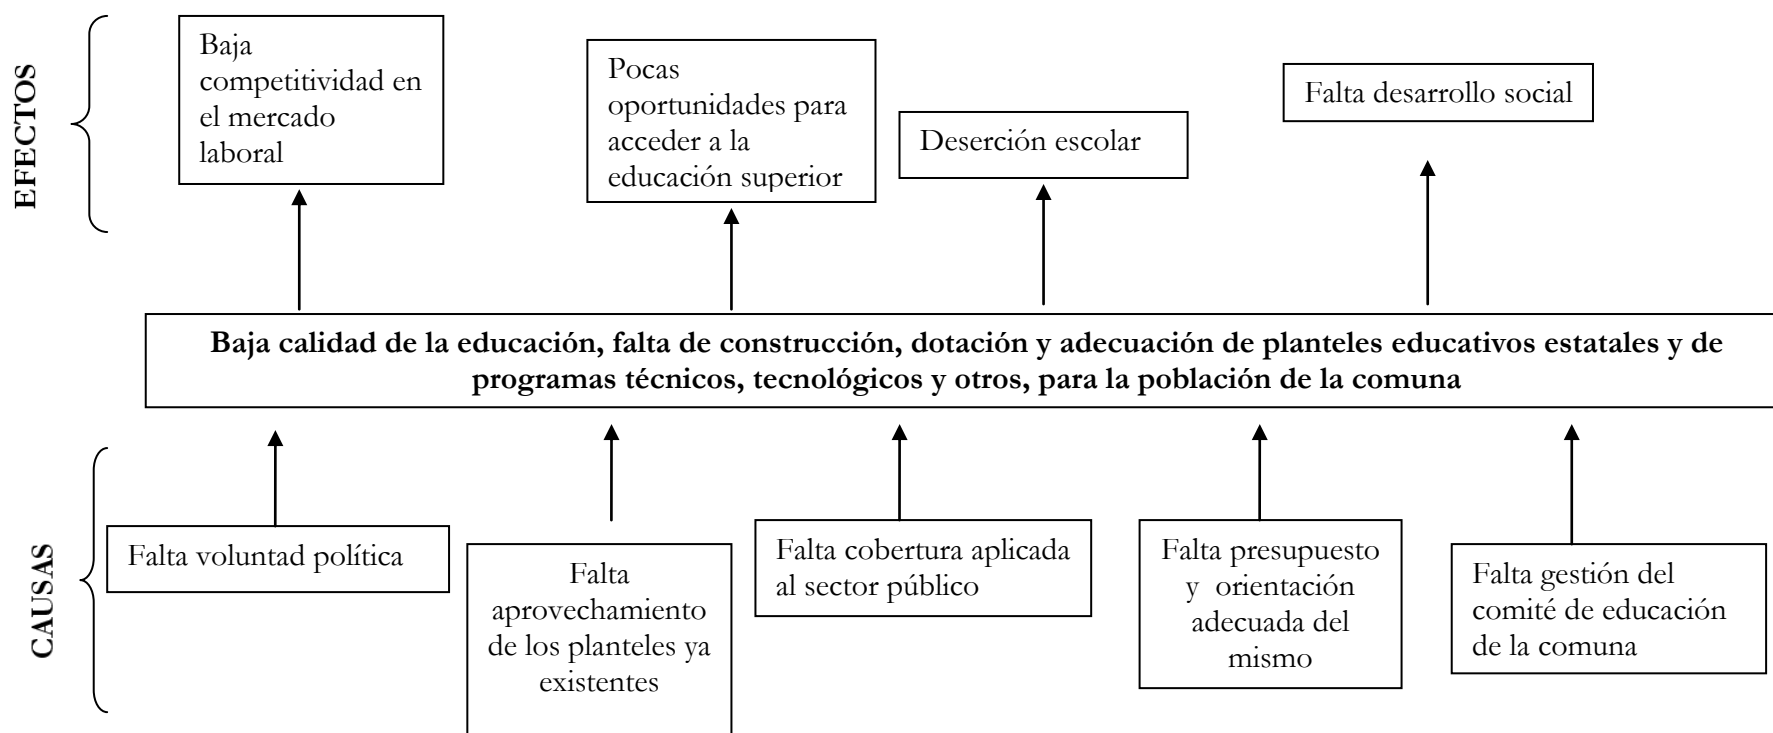 EFECTOS
Baja
competitividad en
el mercado
laboral
Pocas
oportunidades para
acceder a la
educación superior
Deserción escolar
Falta desarrollo social
Baja calidad de la educación, falta de construcción, dotación y adecuación de planteles educativos estatales y de
programas técnicos, tecnológicos y otros, para la población de la comuna
CAUSAS
Falta voluntad política
Falta
aprovechamiento
de los planteles ya
existentes
Falta cobertura aplicada
al sector público
Falta presupuesto
y orientación
adecuada del
mismo
Falta gestión del
comité de educación
de la comuna